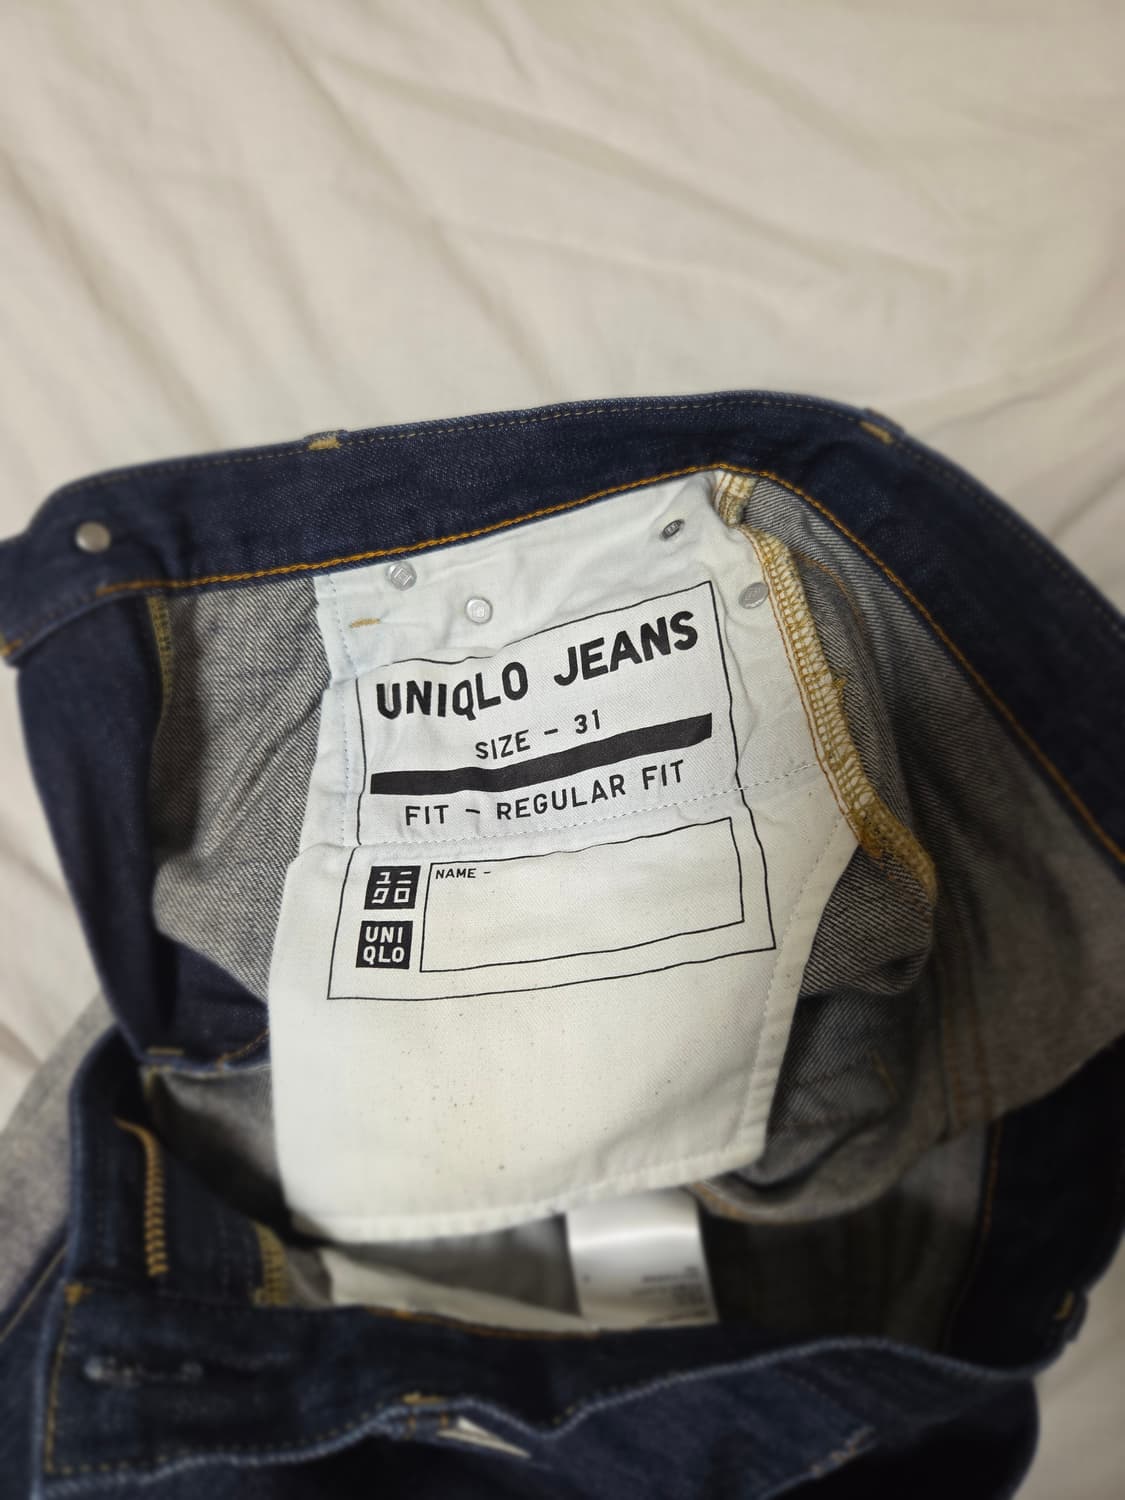 UNIQLO JEANS
SIZE - 31
FIT - REGULAR FIT
ユニ
クロ
NAME -
UNI
QLO